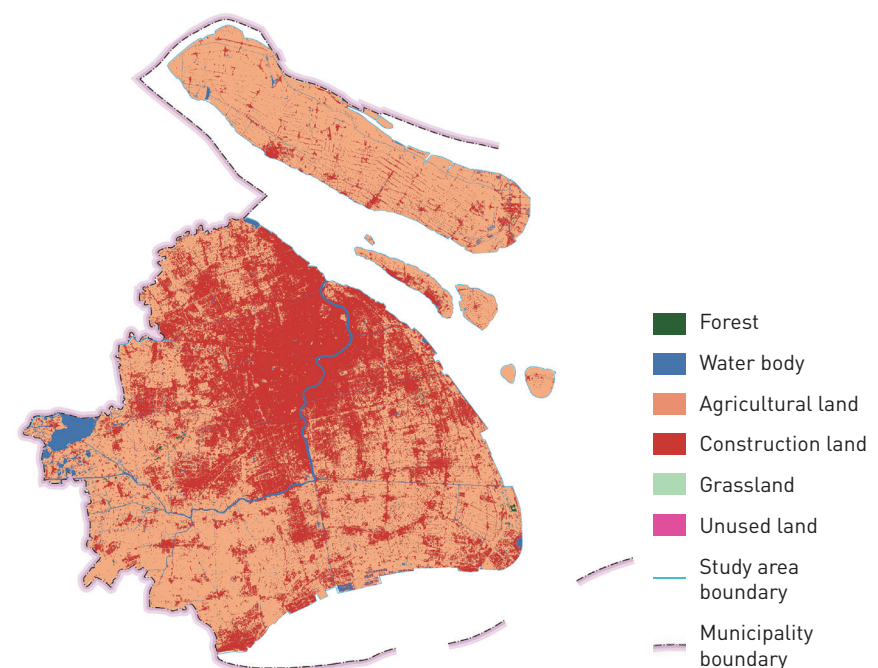 Forest
Water body
Agricultural land
Construction land
Grassland
Unused land
Study area
boundary
Municipality
boundary